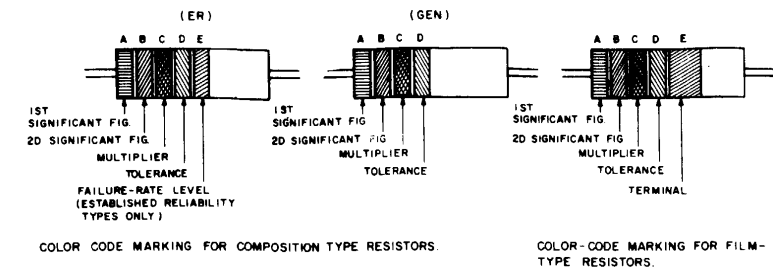 (ER)
A B C D E
1ST
SIGNIFICANT FIG.
2D SIGNIFICANT FIG.
MULTIPLIER
TOLERANCE
FAILURE-RATE LEVEL
(ESTABLISHED RELIABILITY
TYPES ONLY)
(GEN)
A B C D
1ST
SIGNIFICANT FIG.
2D SIGNIFICANT FIG
MULTIPLIER
TOLERANCE
COLOR CODE MARKING FOR COMPOSITION TYPE RESISTORS.
A B C D E
1ST
SIGNIFICANT FIG.
2D SIGNIFICANT FIG.
MULTIPLIER
TOLERANCE
TERMINAL
COLOR-CODE MARKING FOR FILM-
TYPE RESISTORS.